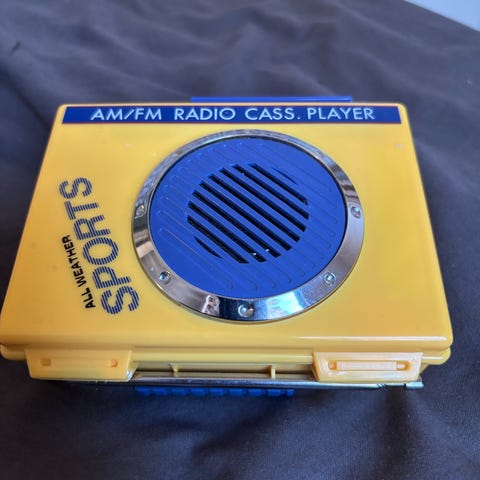 AM/FM RADIO CASS. PLAYER
ALL WEATHER
SPORTS